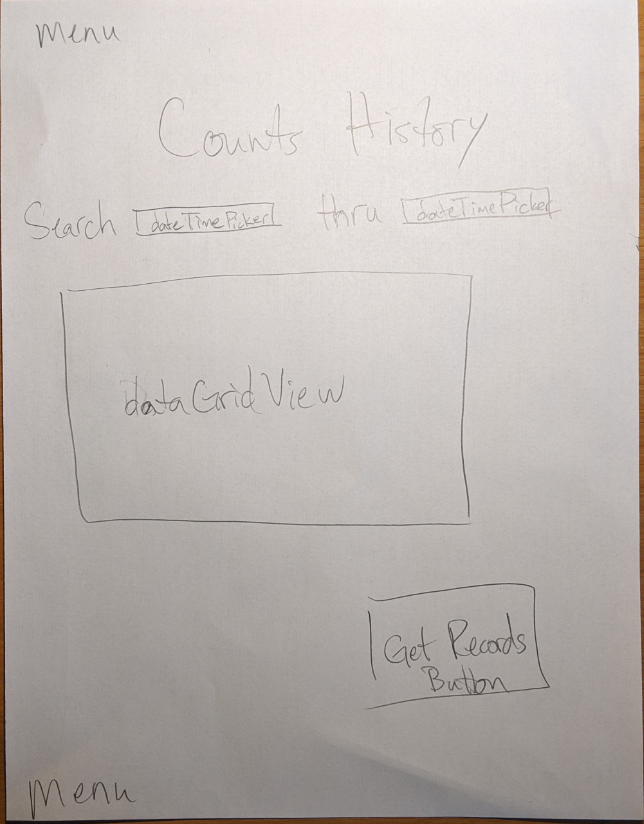 Menu
Counts History
Search dateTimePicker thru dateTimePicker
dataGridView
Get Records
Button
Menu